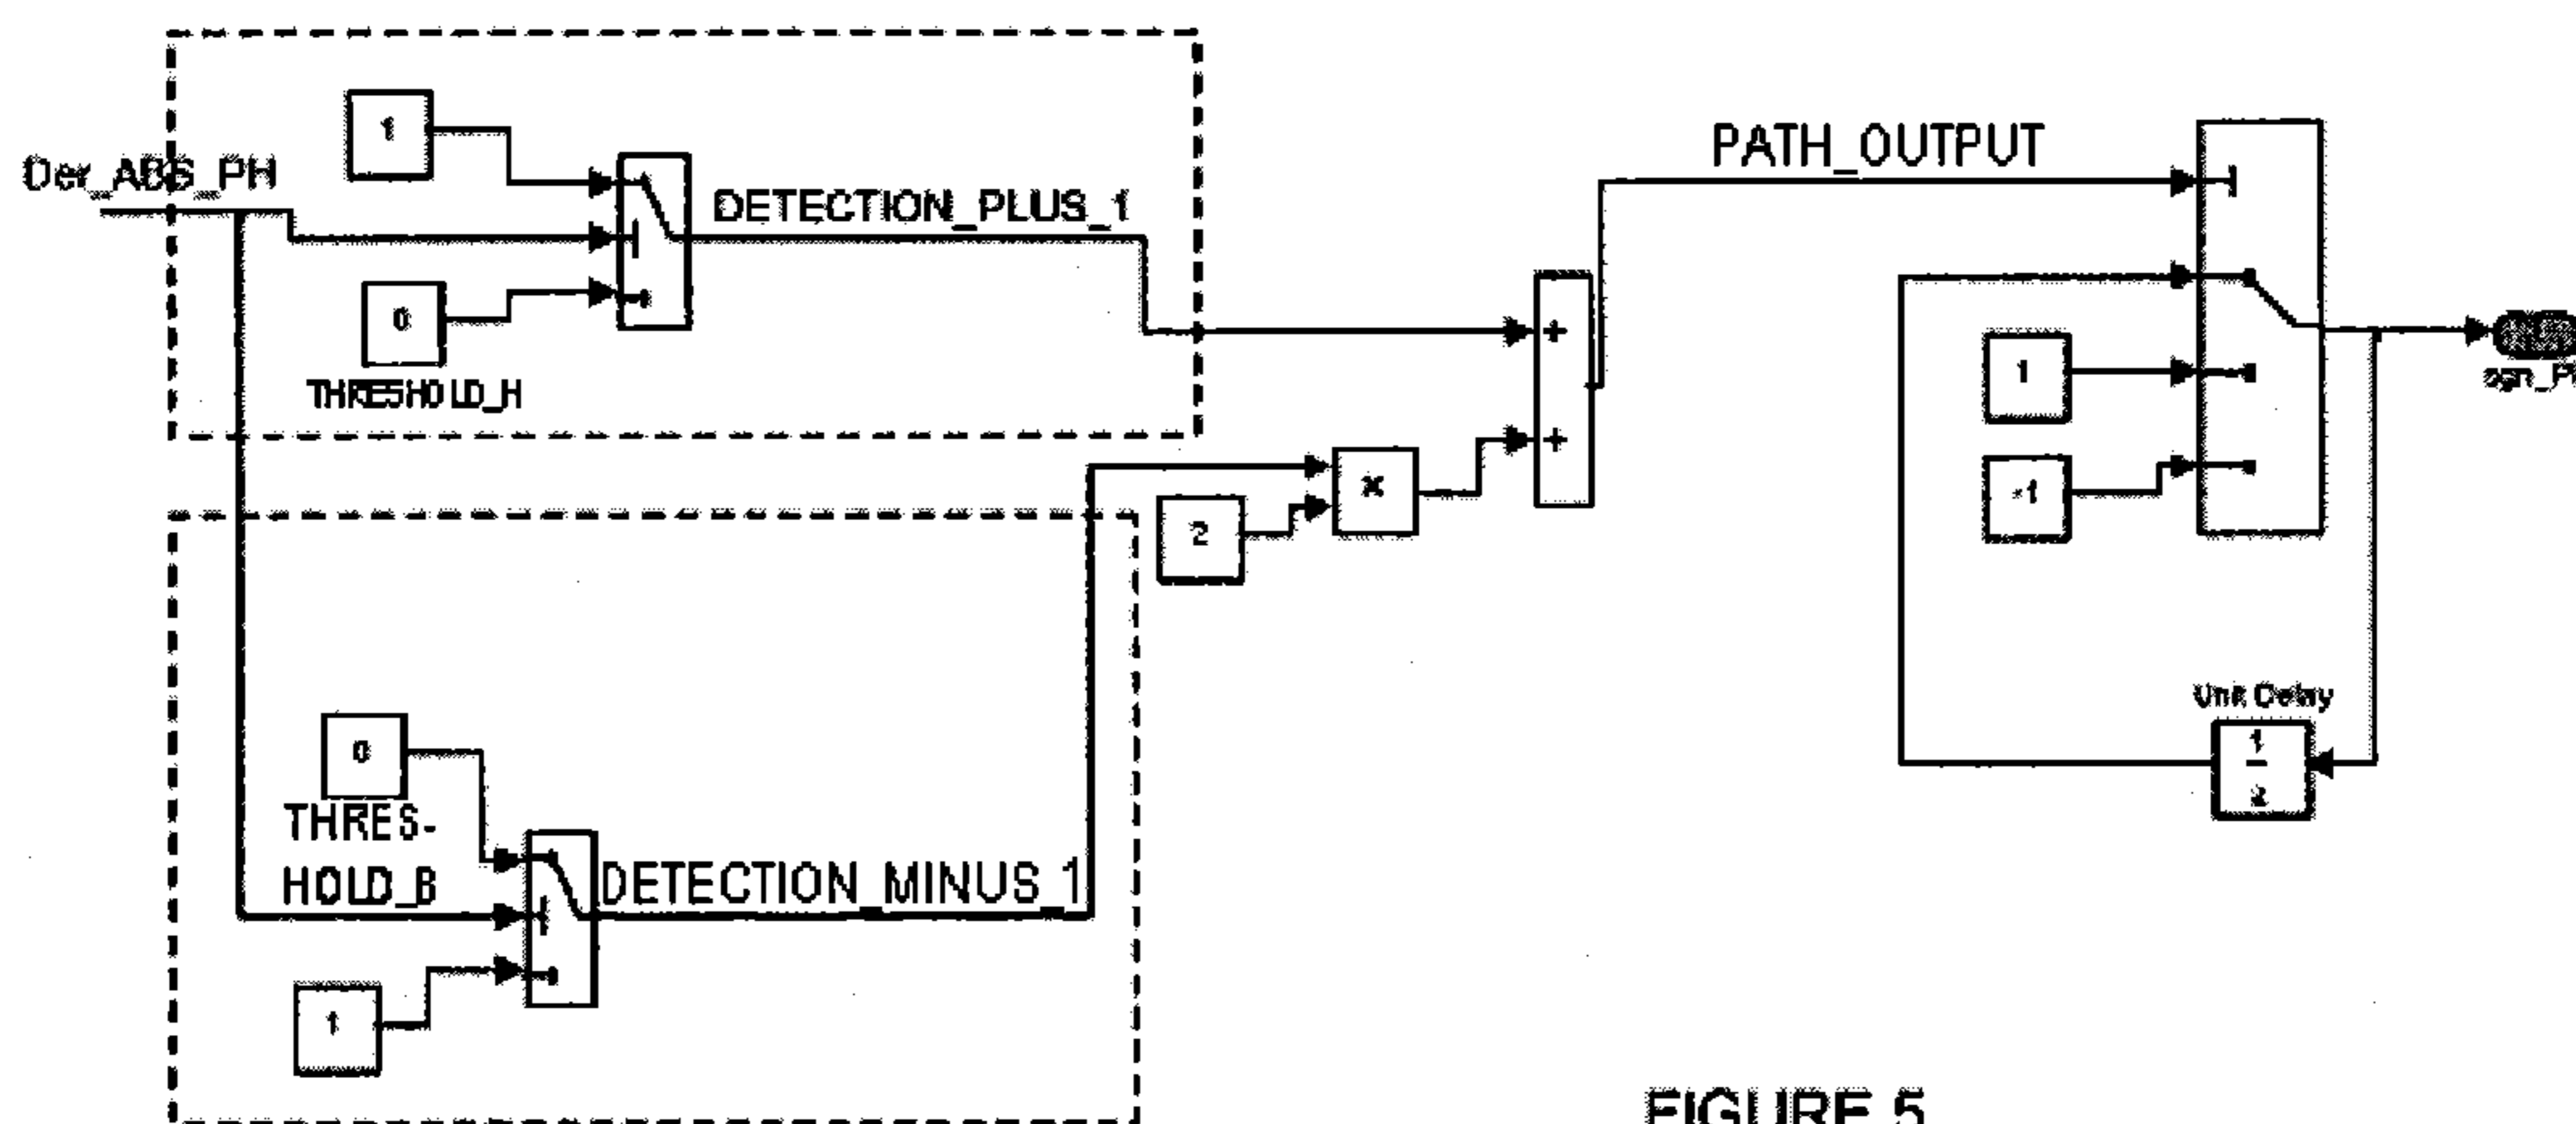 Der_ABS_PH
1
DETECTION_PLUS_1
0
THRESHOLD_H
PATH_OUTPUT
+
+
x
2
1
-1
Unit Delay
1
2
0
THRES-
HOLD_B
DETECTION_MINUS_1
1
FIGURE 5